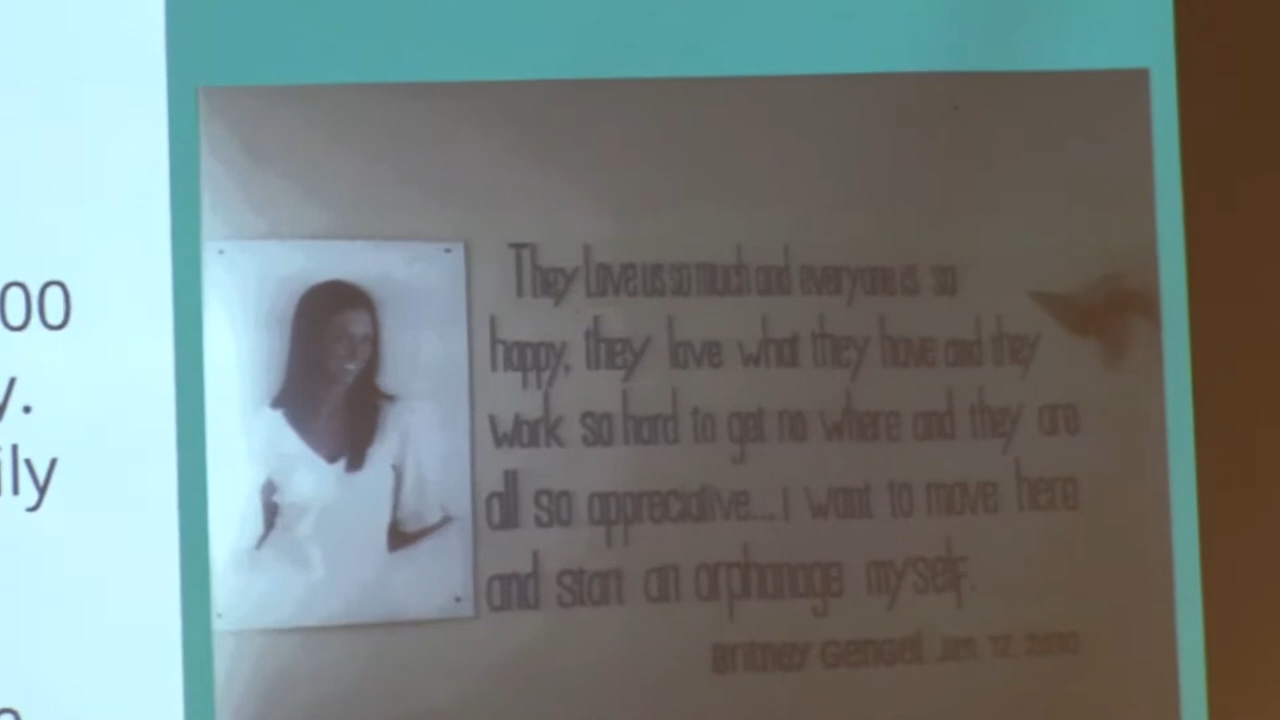 00
y.
ily
They Love us so much and everyone is so
happy, they love what they have and they
work so hard to get no where and they are
all so appreciative... I want to move here
and start an orphanage myself.
Britney Gengel Jan 12, 2010